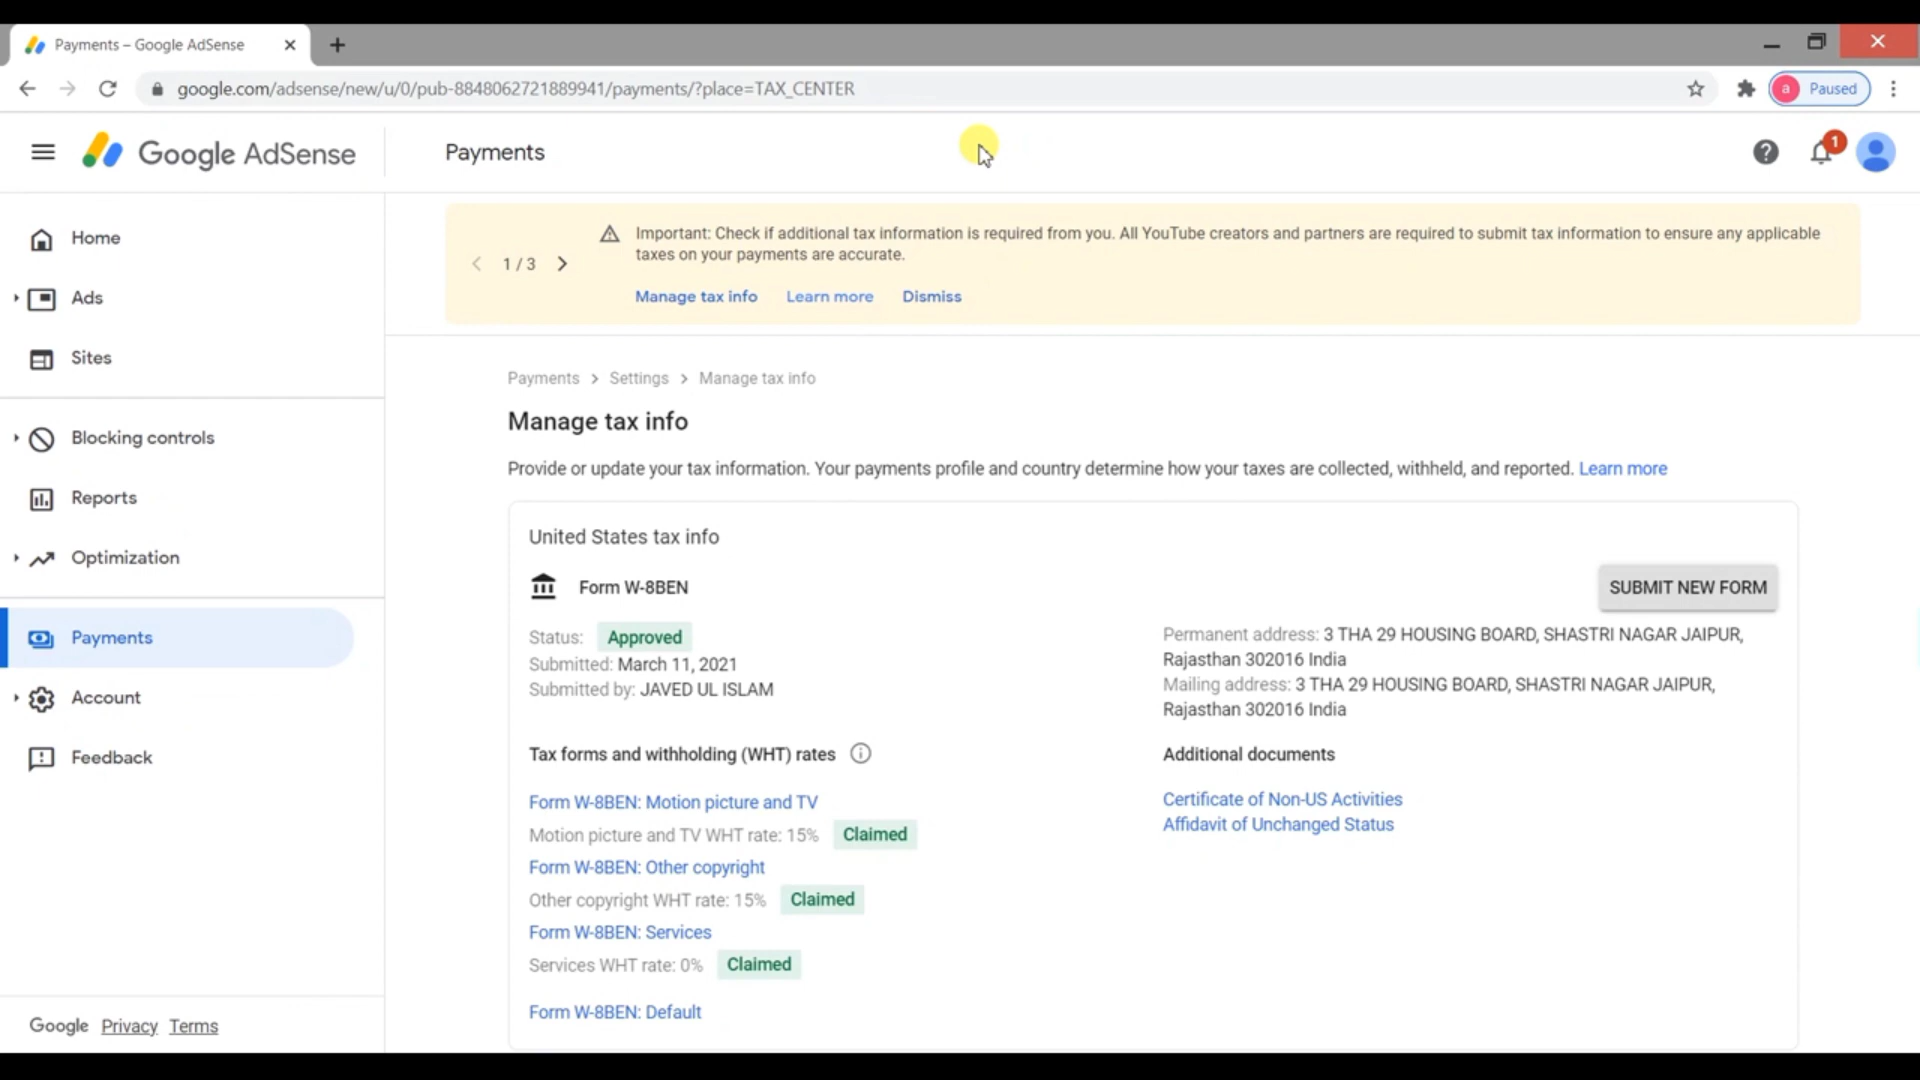 Payments – Google AdSense
google.com/adsense/new/u/0/pub-8848062721889941/payments/?place=TAX_CENTER
a Paused
Google AdSense
Payments
1
Home
Ads
Sites
Blocking controls
Reports
Optimization
Payments
Account
Feedback
Google Privacy Terms
1 / 3
Important: Check if additional tax information is required from you. All YouTube creators and partners are required to submit tax information to ensure any applicable
taxes on your payments are accurate.
Manage tax info Learn more Dismiss
Payments > Settings > Manage tax info
Manage tax info
Provide or update your tax information. Your payments profile and country determine how your taxes are collected, withheld, and reported. Learn more
United States tax info
Form W-8BEN
SUBMIT NEW FORM
Status: Approved
Submitted: March 11, 2021
Submitted by: JAVED UL ISLAM
Permanent address: 3 THA 29 HOUSING BOARD, SHASTRI NAGAR JAIPUR,
Rajasthan 302016 India
Mailing address: 3 THA 29 HOUSING BOARD, SHASTRI NAGAR JAIPUR,
Rajasthan 302016 India
Tax forms and withholding (WHT) rates
Form W-8BEN: Motion picture and TV
Motion picture and TV WHT rate: 15% Claimed
Form W-8BEN: Other copyright
Other copyright WHT rate: 15% Claimed
Form W-8BEN: Services
Services WHT rate: 0% Claimed
Form W-8BEN: Default
Additional documents
Certificate of Non-US Activities
Affidavit of Unchanged Status